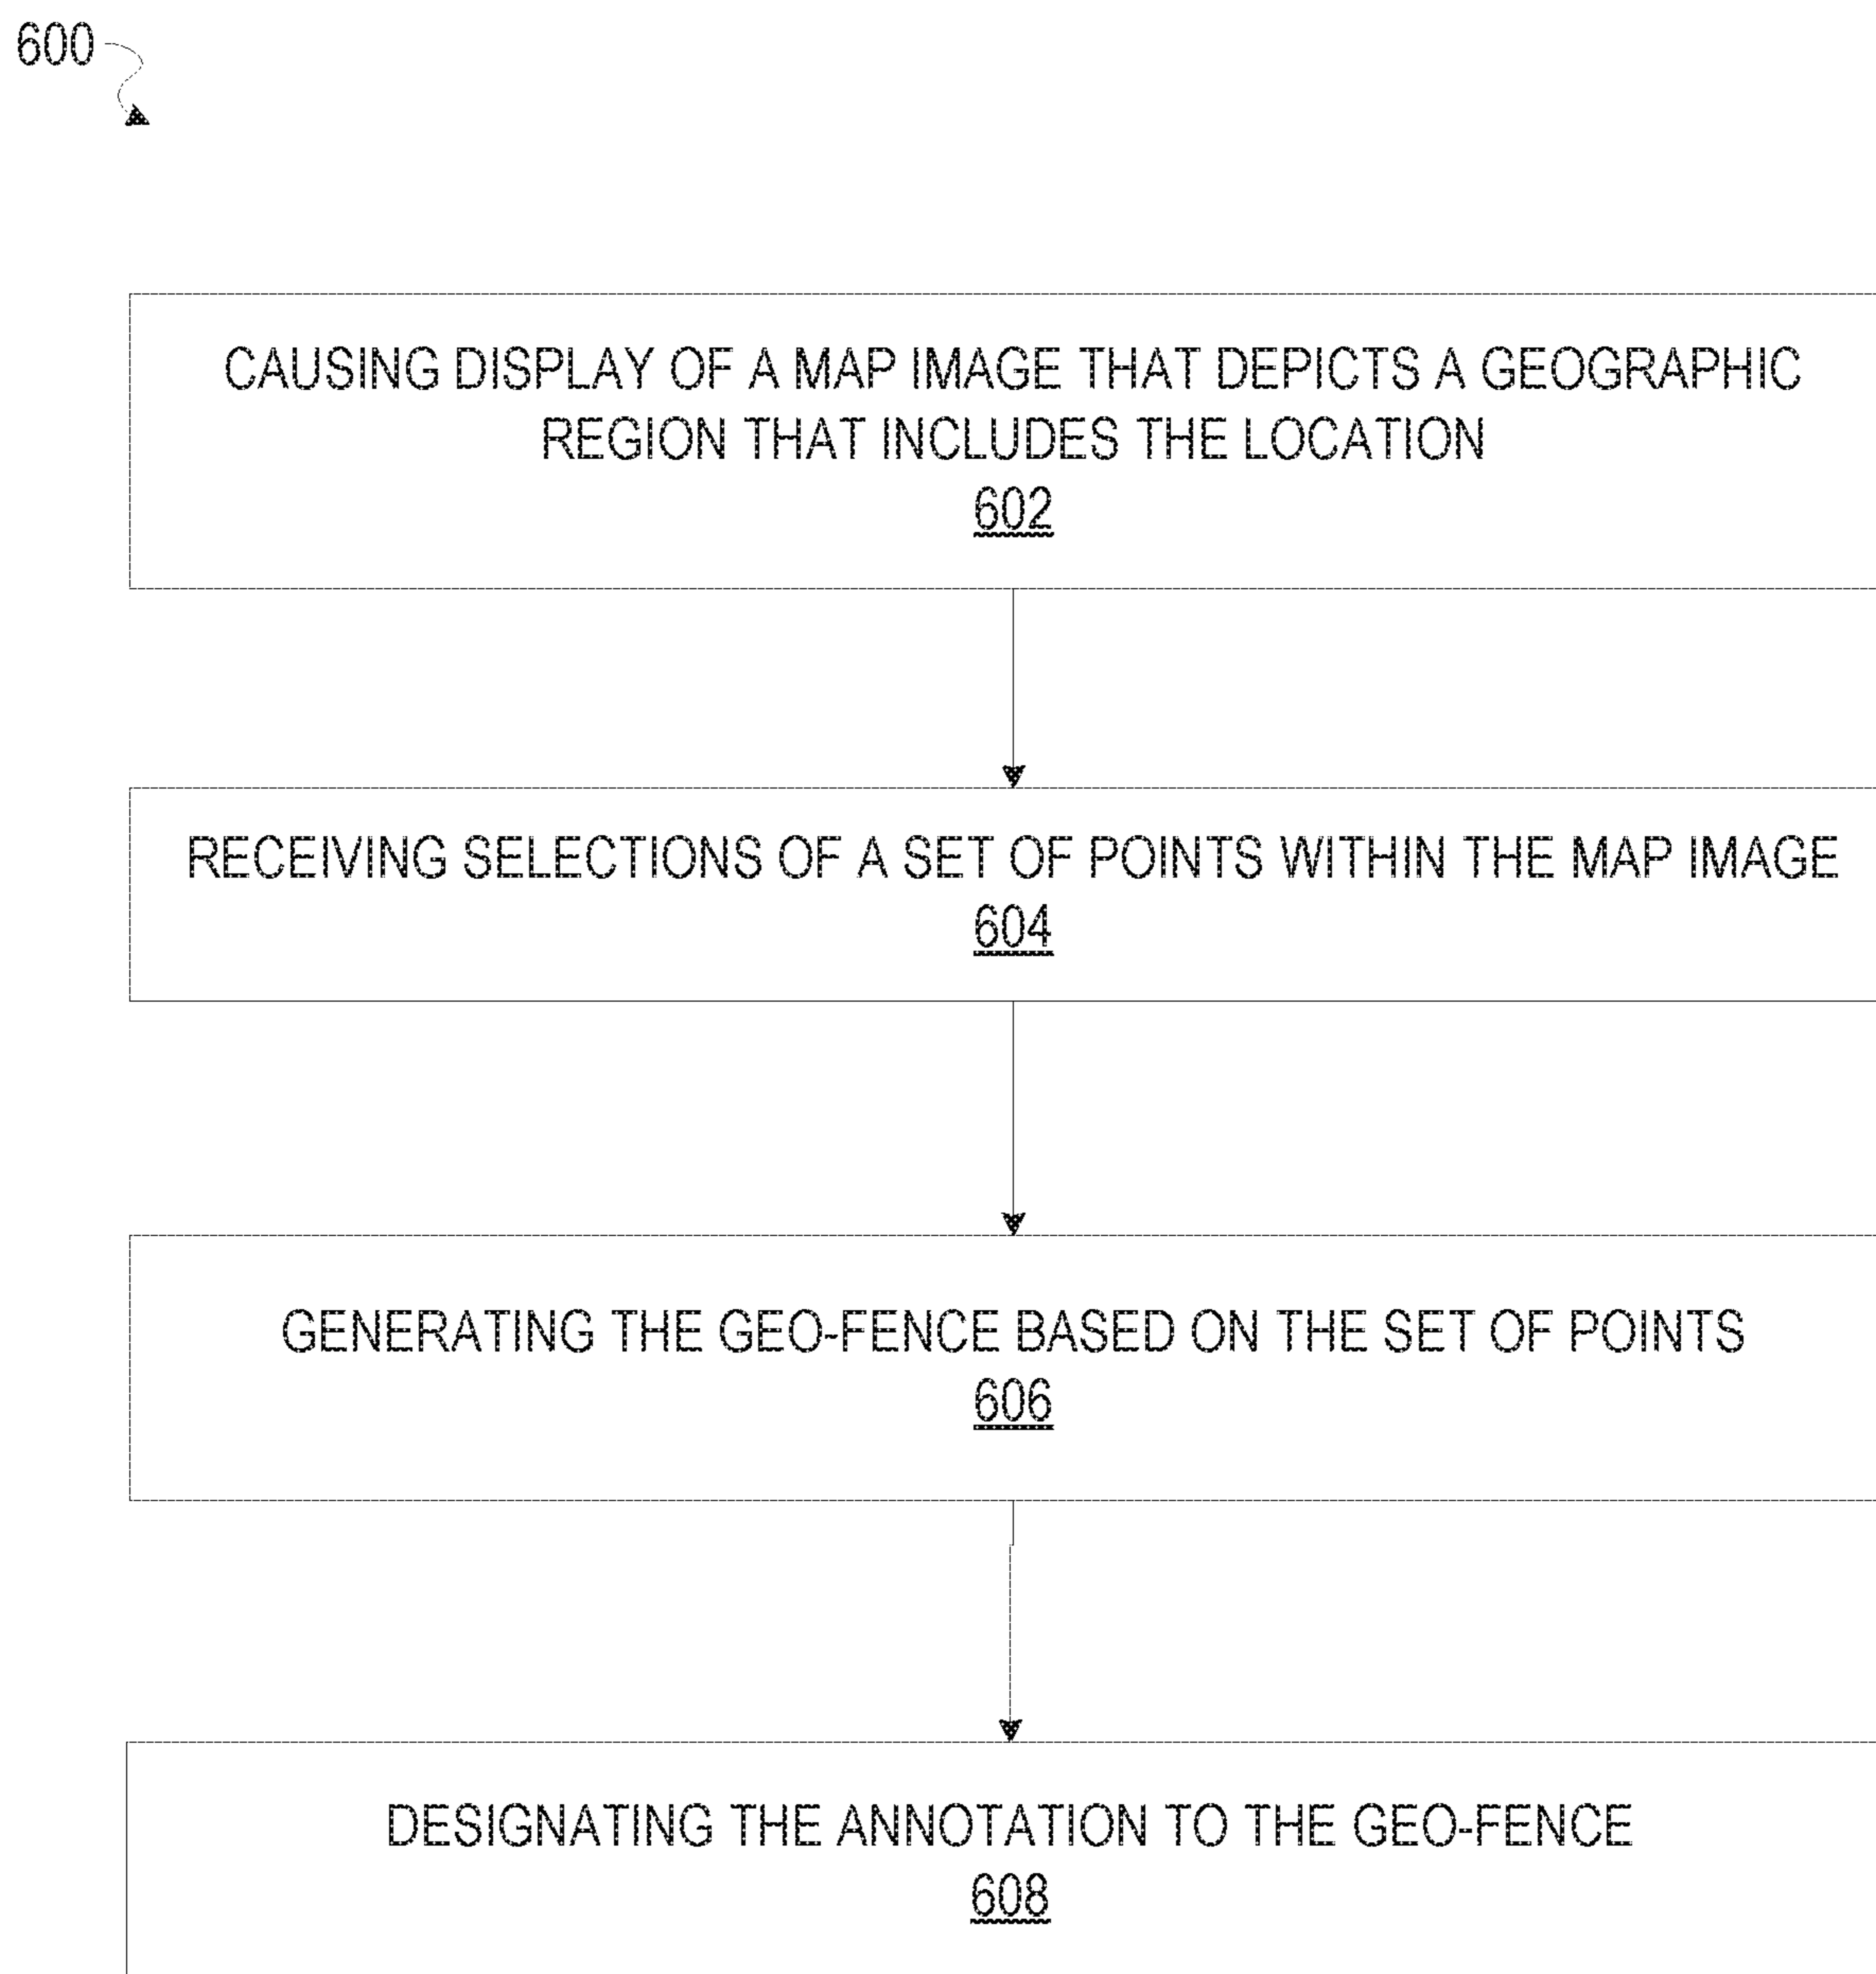 600
CAUSING DISPLAY OF A MAP IMAGE THAT DEPICTS A GEOGRAPHIC
REGION THAT INCLUDES THE LOCATION
602
RECEIVING SELECTIONS OF A SET OF POINTS WITHIN THE MAP IMAGE
604
GENERATING THE GEO-FENCE BASED ON THE SET OF POINTS
606
DESIGNATING THE ANNOTATION TO THE GEO-FENCE
608